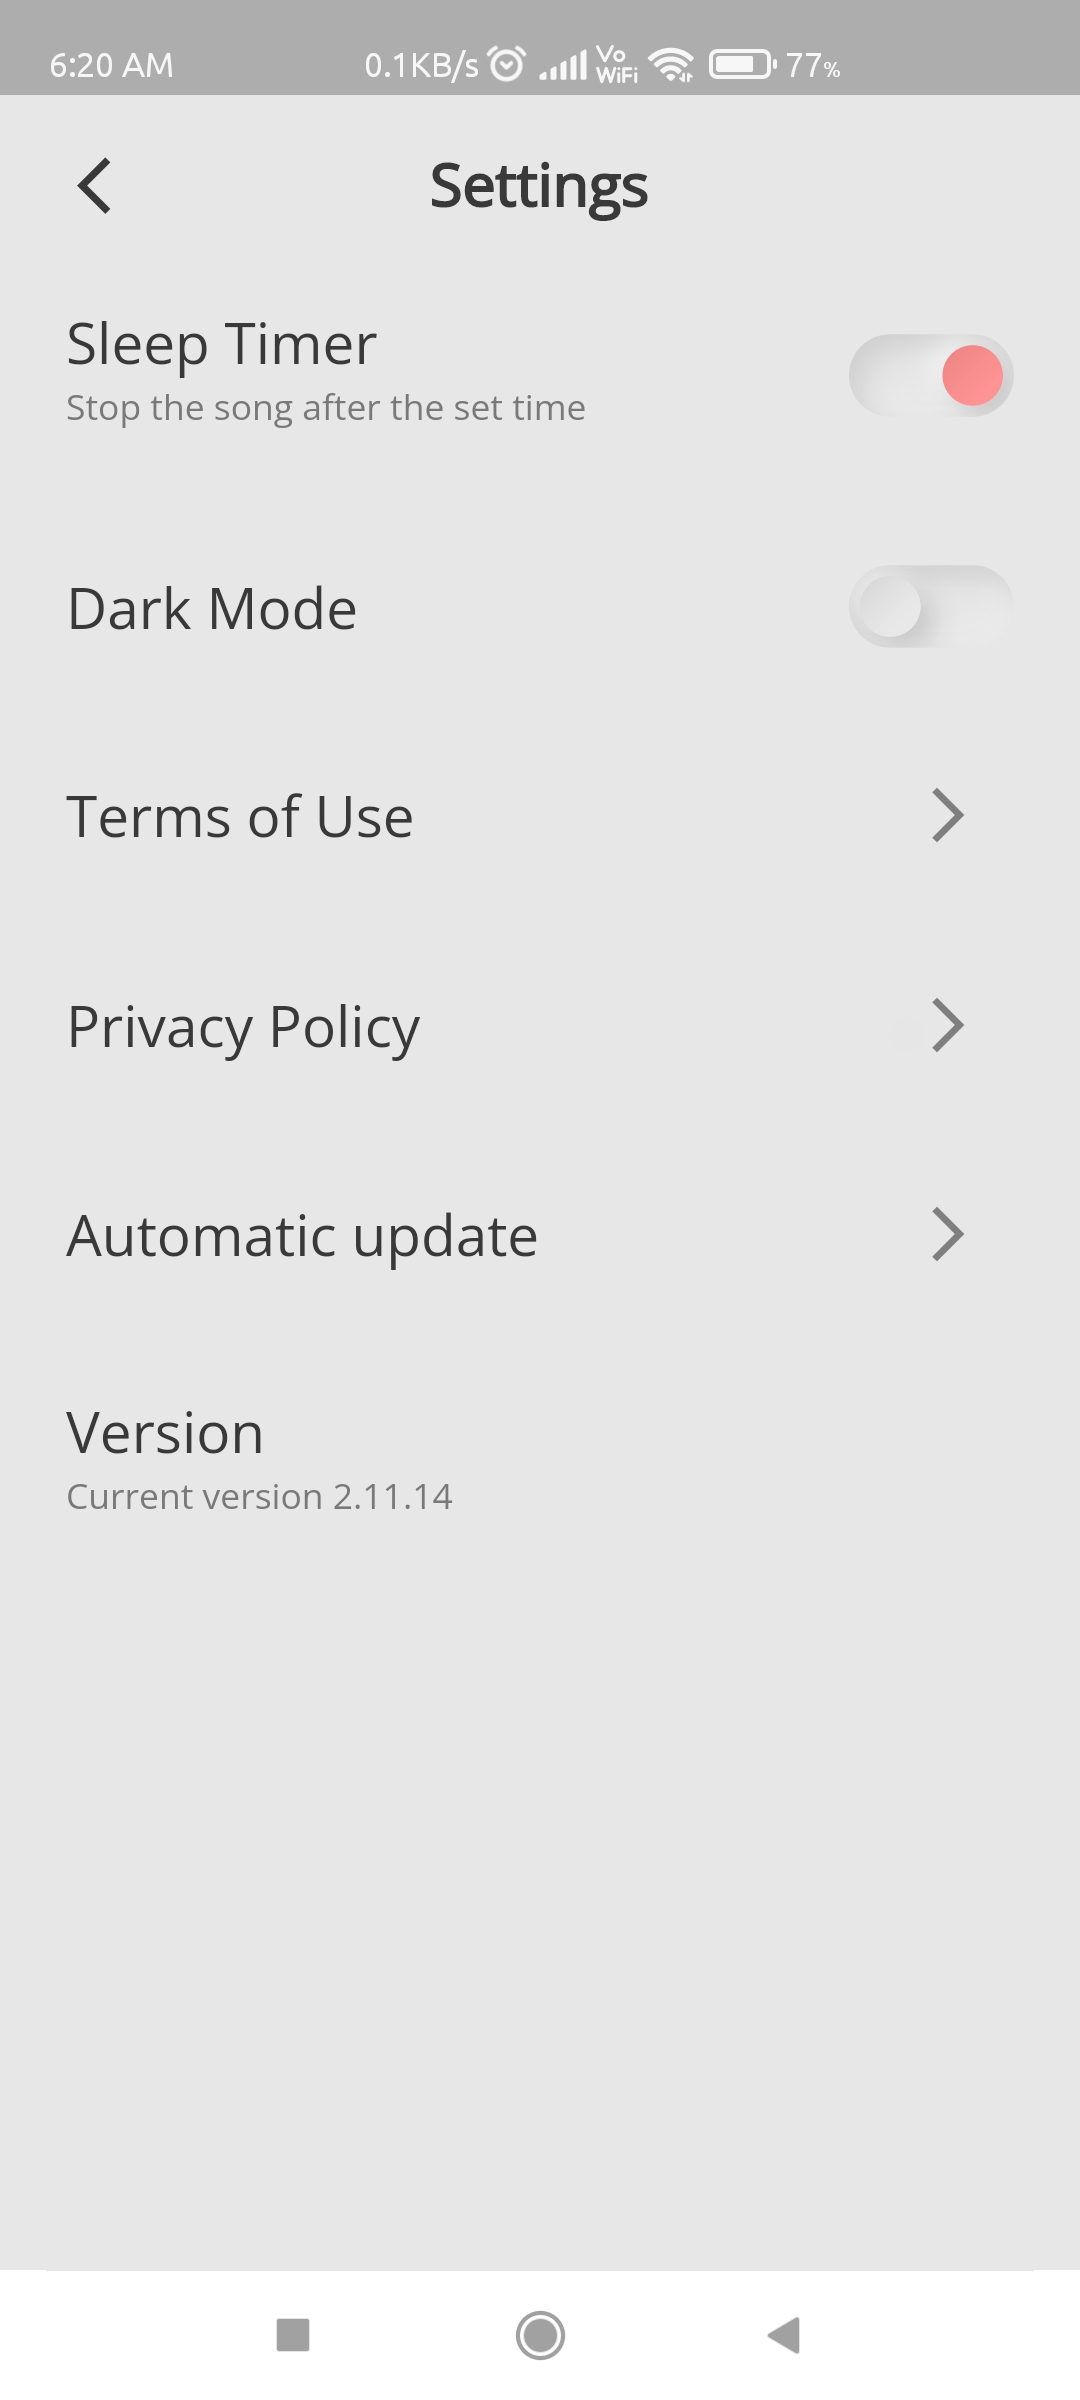 6:20 AM 0.1KB/s Vo WiFi 77%
Settings
Sleep Timer
Stop the song after the set time
Dark Mode
Terms of Use
Privacy Policy
Automatic update
Version
Current version 2.11.14